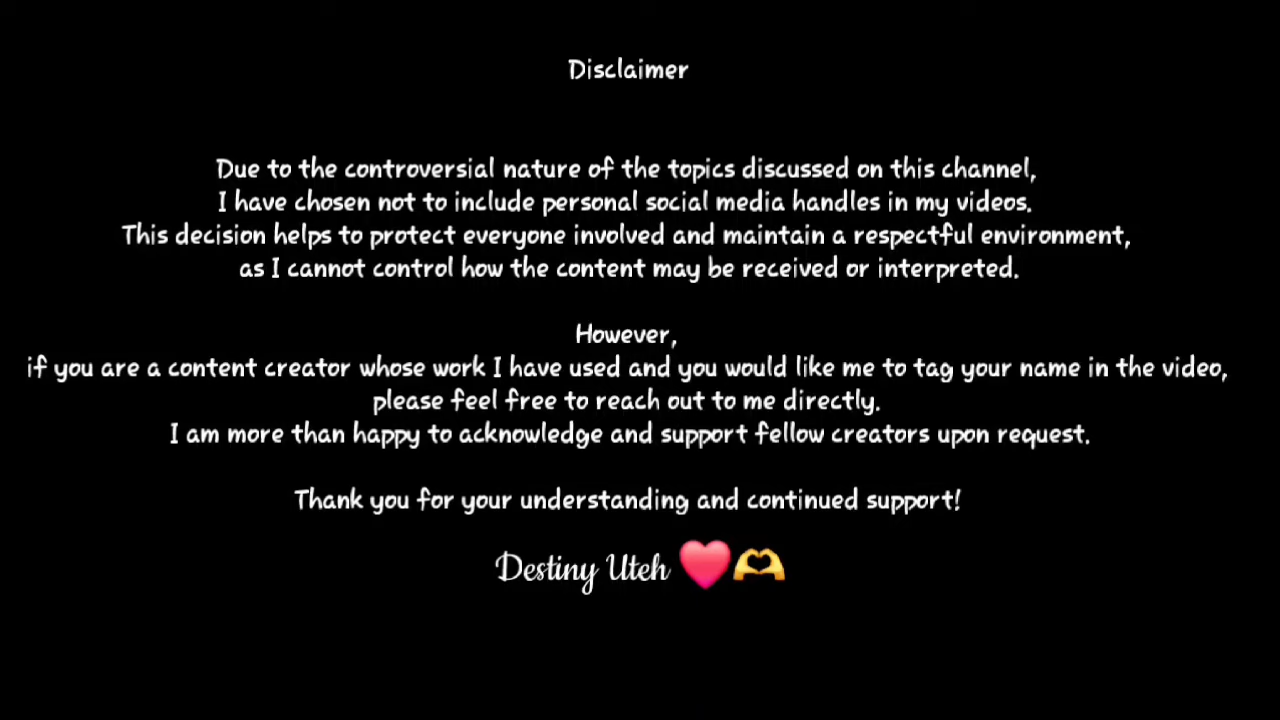 Disclaimer
Due to the controversial nature of the topics discussed on this channel,
I have chosen not to include personal social media handles in my videos.
This decision helps to protect everyone involved and maintain a respectful environment,
as I cannot control how the content may be received or interpreted.
However,
if you are a content creator whose work I have used and you would like me to tag your name in the video,
please feel free to reach out to me directly.
I am more than happy to acknowledge and support fellow creators upon request.
Thank you for your understanding and continued support!
Destiny Uteh ❤️🫶